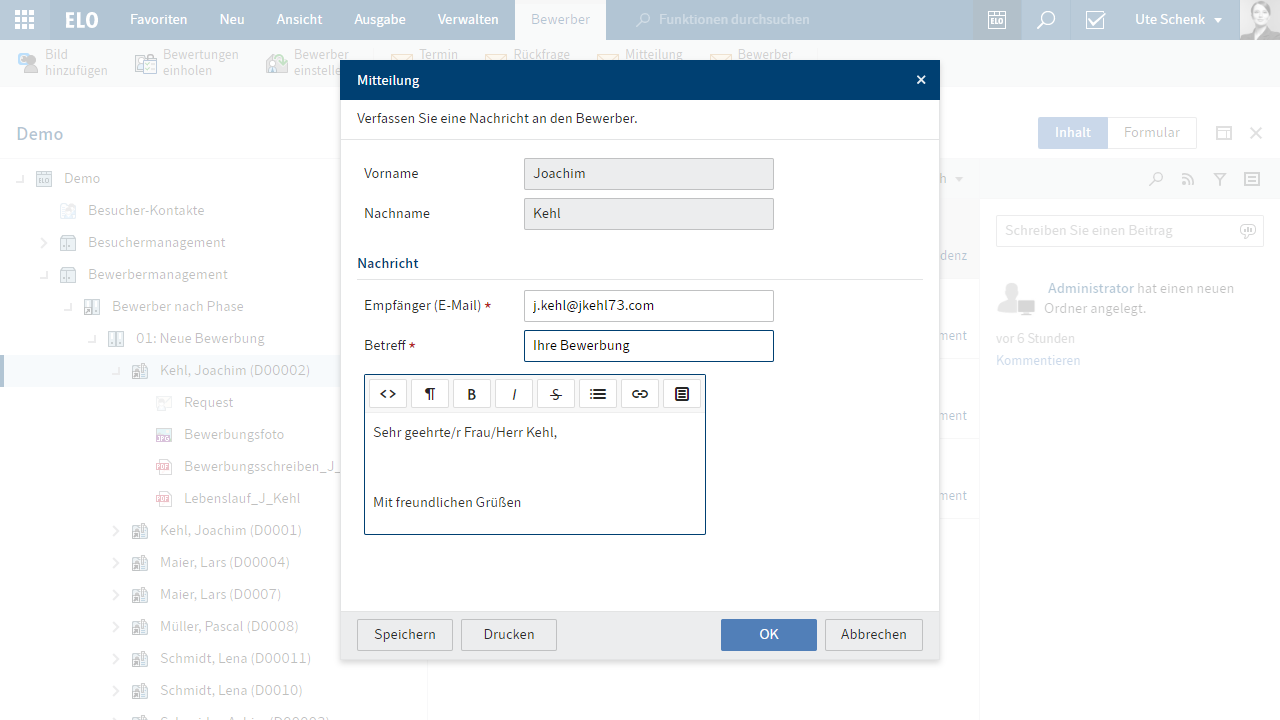 ELO Favoriten Neu Ansicht Ausgabe Verwalten Bewerber Funktionen durchsuchen ELO Ute Schenk
Bild hinzufügen
Bewertungen einholen
Bewerber einstelle
Termin
Rückfrage
Mitteilung
Bewerber
Mitteilung
Verfassen Sie eine Nachricht an den Bewerber.
Vorname Joachim
Nachname Kehl
Nachricht
Empfänger (E-Mail) * j.kehl@jkehl73.com
Betreff * Ihre Bewerbung
<> ¶ B I S
Sehr geehrte/r Frau/Herr Kehl,
Mit freundlichen Grüßen
Speichern Drucken OK Abbrechen
Demo
Demo
Besucher-Kontakte
Besuchermanagement
Bewerbermanagement
Bewerber nach Phase
01: Neue Bewerbung
Kehl, Joachim (D00002)
Request
Bewerbungsfoto
Bewerbungsschreiben_J_
Lebenslauf_J_Kehl
Kehl, Joachim (D0001)
Maier, Lars (D00004)
Maier, Lars (D0007)
Müller, Pascal (D0008)
Schmidt, Lena (D00011)
Schmidt, Lena (D0010)
Inhalt Formular
h
denz
ment
ment
ment
Schreiben Sie einen Beitrag
Administrator hat einen neuen
Ordner angelegt.
vor 6 Stunden
Kommentieren